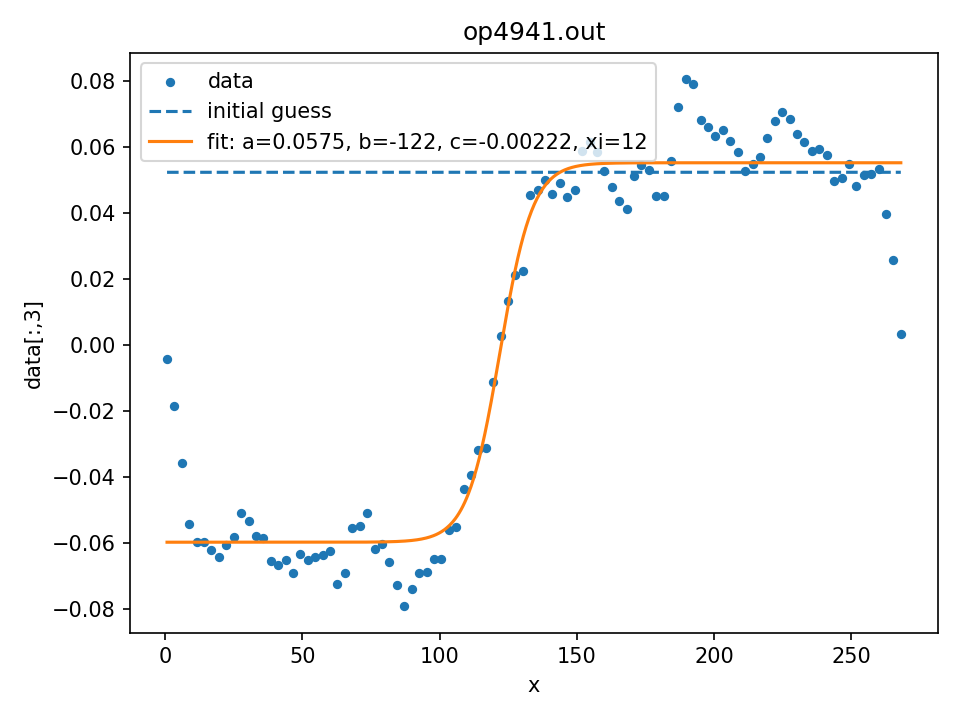 op4941.out
data
initial guess
fit: a=0.0575, b=-122, c=-0.00222, xi=12
0.08
0.06
0.04
0.02
0.00
−0.02
−0.04
−0.06
−0.08
data[:,3]
0
50
100
150
200
250
x